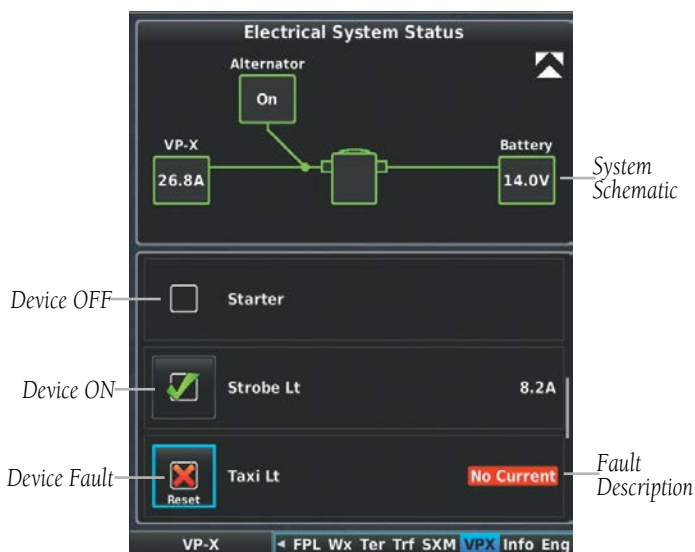 Electrical System Status
Alternator
On
VP-X
26.8A
Battery
14.0V
System
Schematic
Device OFF
Starter
Device ON
Strobe Lt
8.2A
Device Fault
Reset
Taxi Lt
No Current
Fault
Description
VP-X
FPL Wx Ter Trf SXM VPX Info Eng